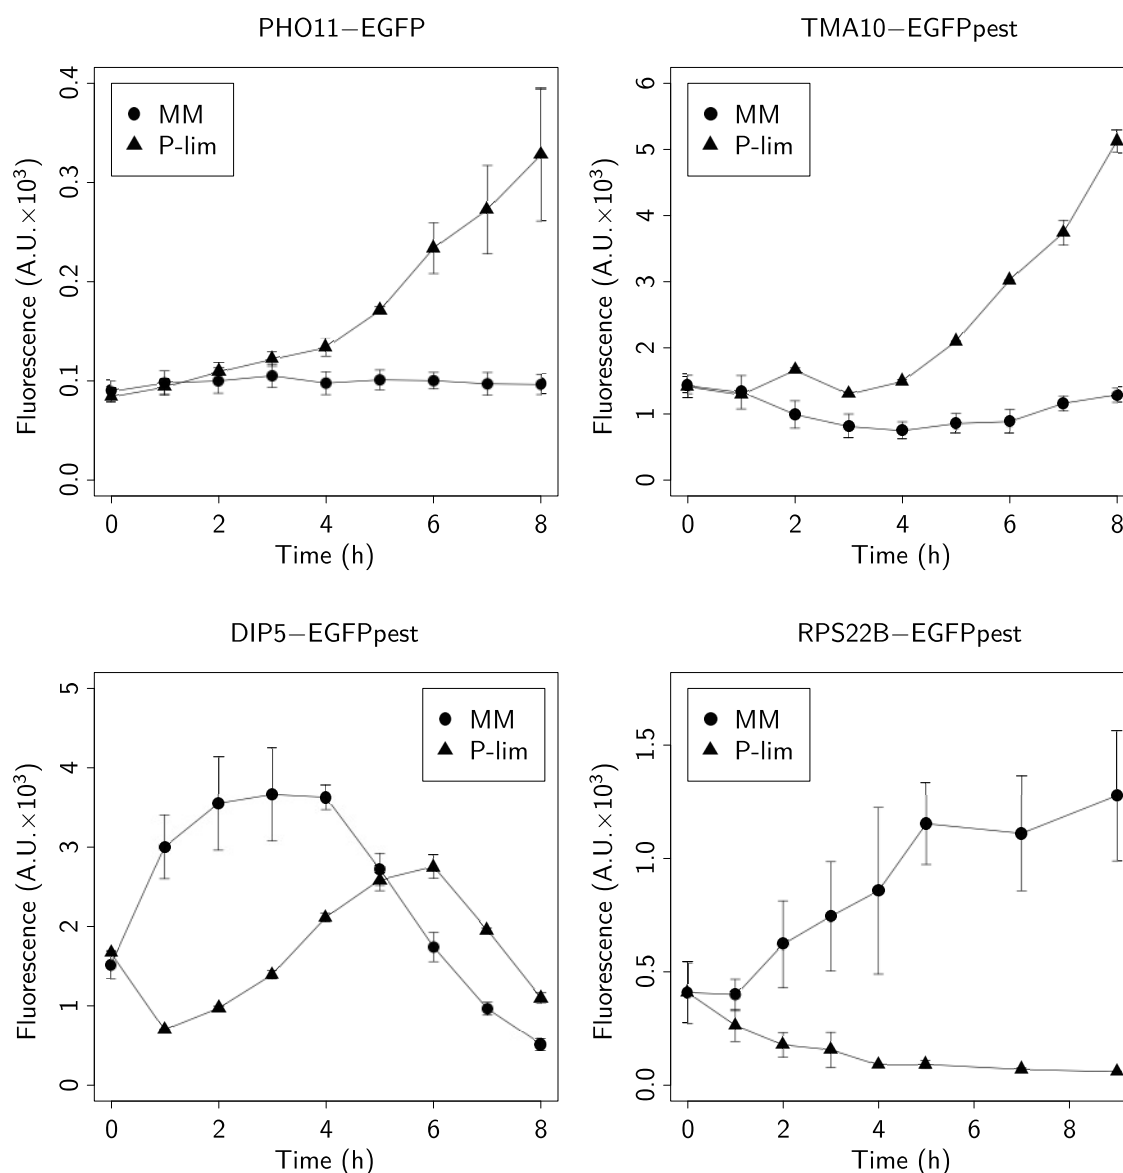 PHO11−EGFP
Fluorescence (A.U.×10³)
0.4
0.3
0.2
0.1
0.0
MM
P-lim
0 2 4 6 8
Time (h)
TMA10−EGFPpest
Fluorescence (A.U.×10³)
6
5
4
3
2
1
0
MM
P-lim
0 2 4 6 8
Time (h)
DIP5−EGFPpest
Fluorescence (A.U.×10³)
5
4
3
2
1
0
MM
P-lim
0 2 4 6 8
Time (h)
RPS22B−EGFPpest
Fluorescence (A.U.×10³)
1.5
1.0
0.5
0.0
MM
P-lim
0 2 4 6 8
Time (h)